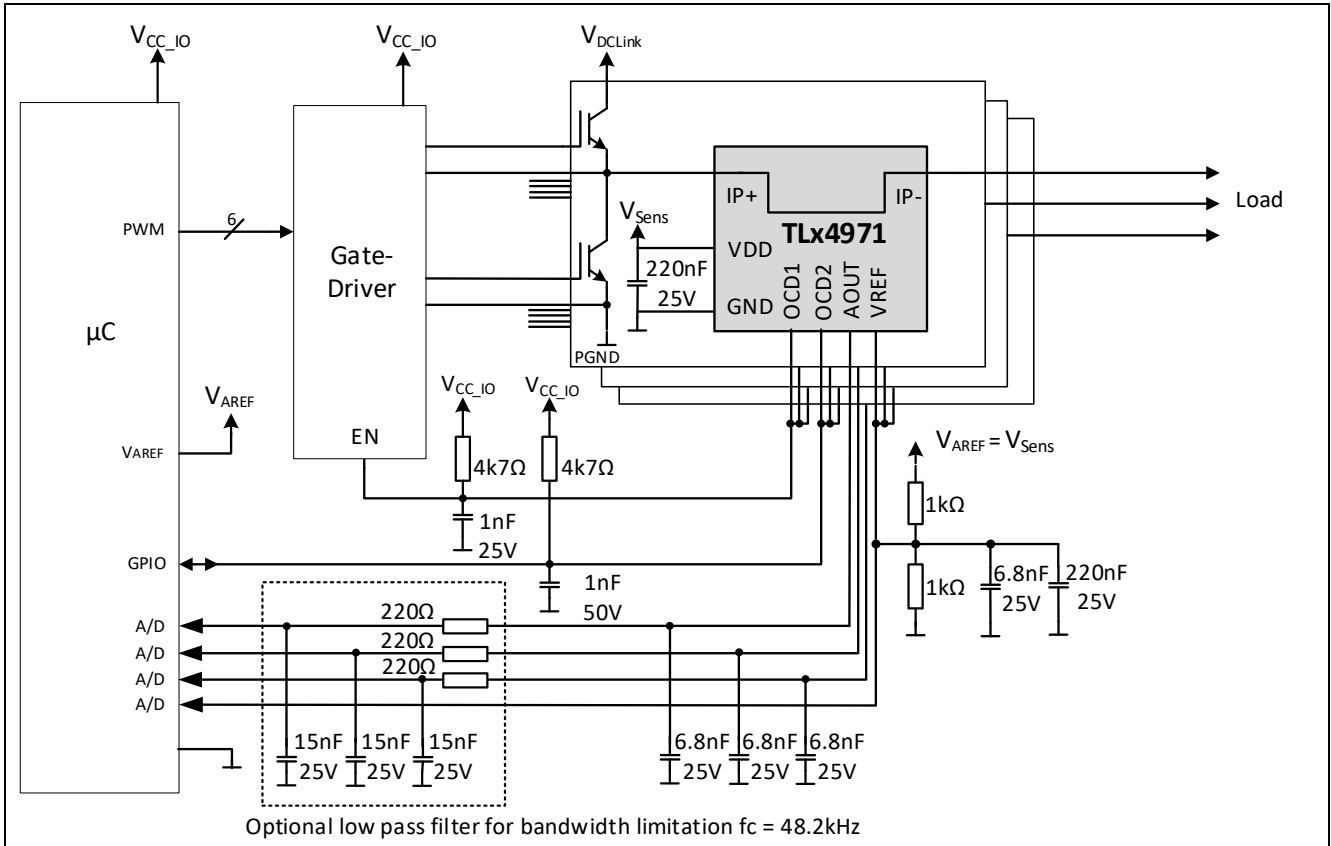 VCC_IO
VCC_IO
VDCLink
PWM
6
Gate-
Driver
µC
IP+
IP-
TLx4971
VSens
VDD
220nF
25V
GND
OCD1
OCD2
AOUT
VREF
Load
PGND
VAREF
VAREF
EN
VCC_IO
VCC_IO
4k7Ω
4k7Ω
1nF
25V
VAREF = VSens
1kΩ
1kΩ
6.8nF
25V
220nF
25V
GPIO
1nF
50V
A/D
A/D
A/D
A/D
220Ω
220Ω
220Ω
15nF
25V
15nF
25V
15nF
25V
6.8nF
25V
6.8nF
25V
6.8nF
25V
Optional low pass filter for bandwidth limitation fc = 48.2kHz